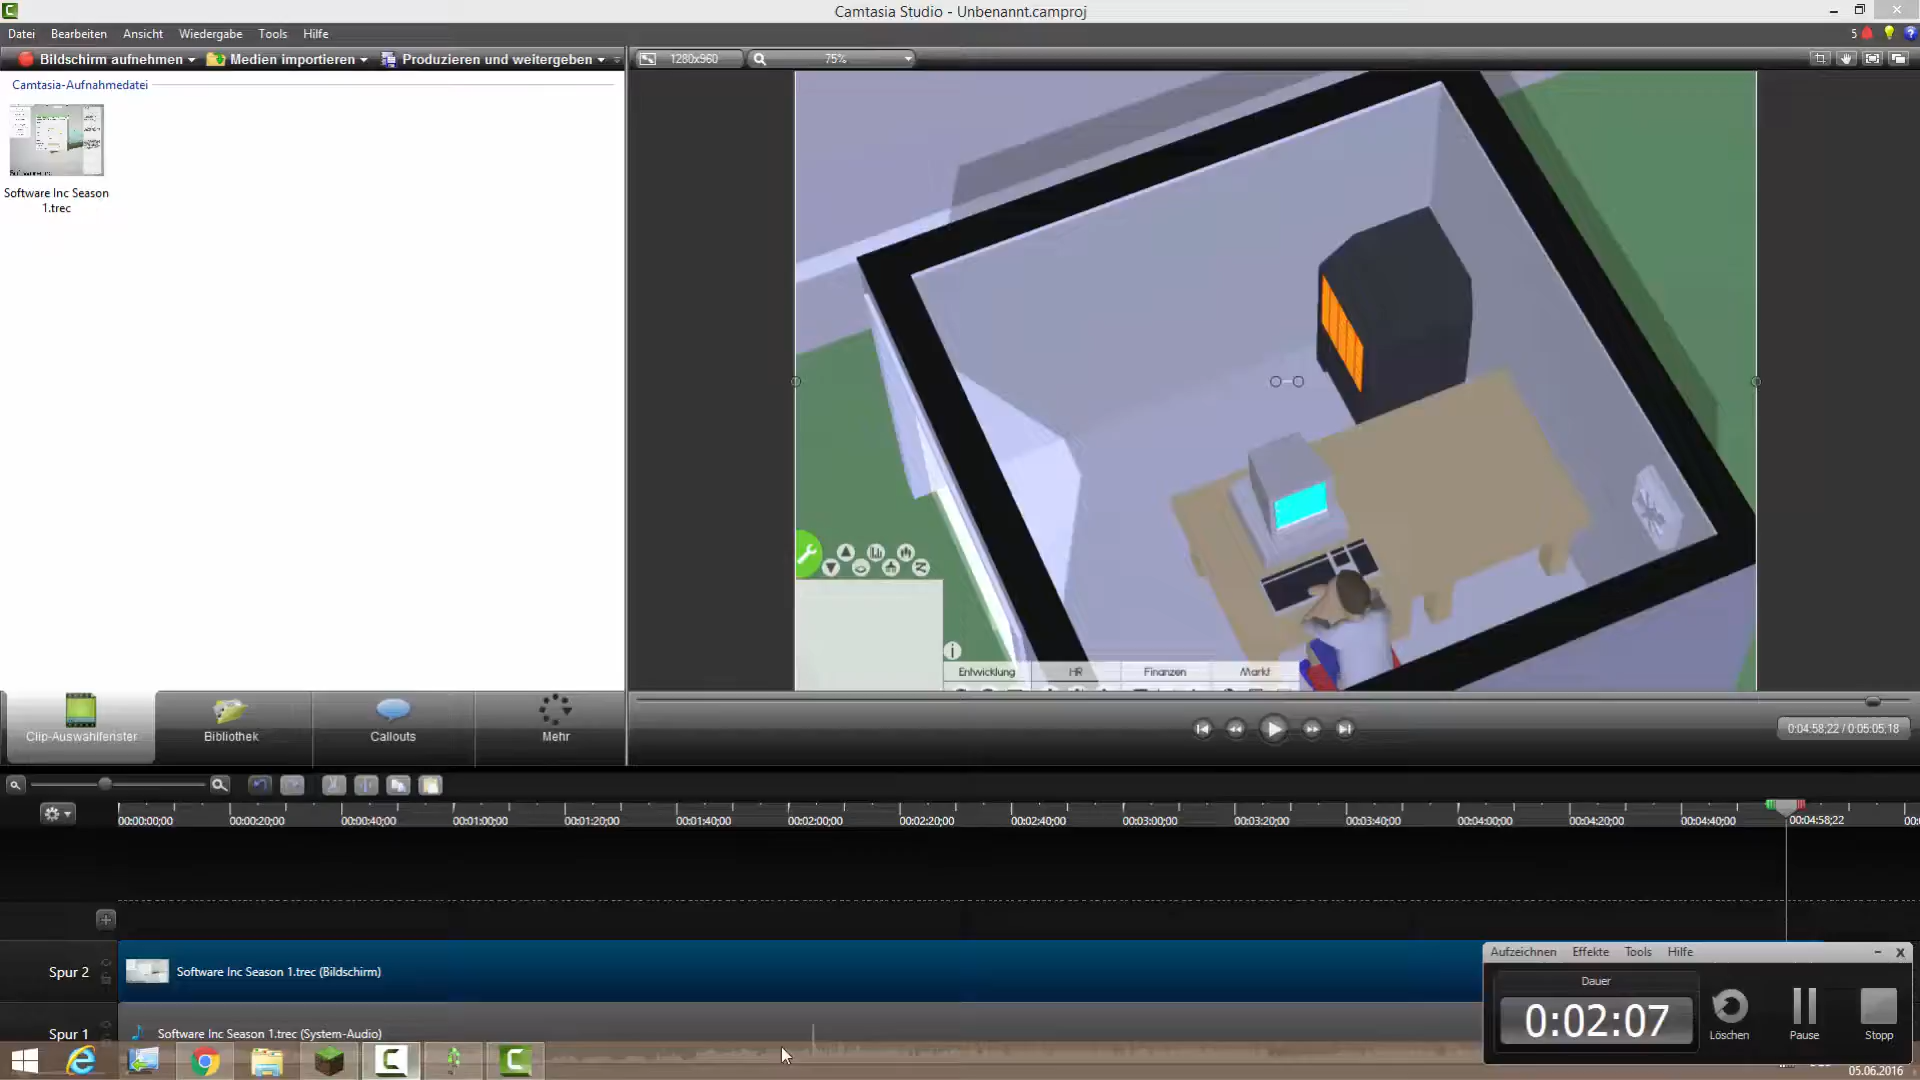 Camtasia Studio - Unbenannt.camproj
Datei Bearbeiten Ansicht Wiedergabe Tools Hilfe
5
Bildschirm aufnehmen Medien importieren Produzieren und weitergeben
1280x960 75%
Camtasia-Aufnahmedatei
Software Inc Season
1.trec
Entwicklung HR Finanzen Markt
Clip-Auswahlfenster Bibliothek Callouts Mehr
0:04:58;22 / 0:05:05;18
00:00:00;00 00:00:20;00 00:00:40;00 00:01:00;00 00:01:20;00 00:01:40;00 00:02:00;00 00:02:20;00 00:02:40;00 00:03:00;00 00:03:20;00 00:03:40;00 00:04:00;00 00:04:20;00 00:04:40;00 00:04:58;22
Spur 2 Software Inc Season 1.trec (Bildschirm)
Spur 1 Software Inc Season 1.trec (System-Audio)
Aufzeichnen Effekte Tools Hilfe
Dauer
0:02:07
Löschen Pause Stopp
05.06.2016